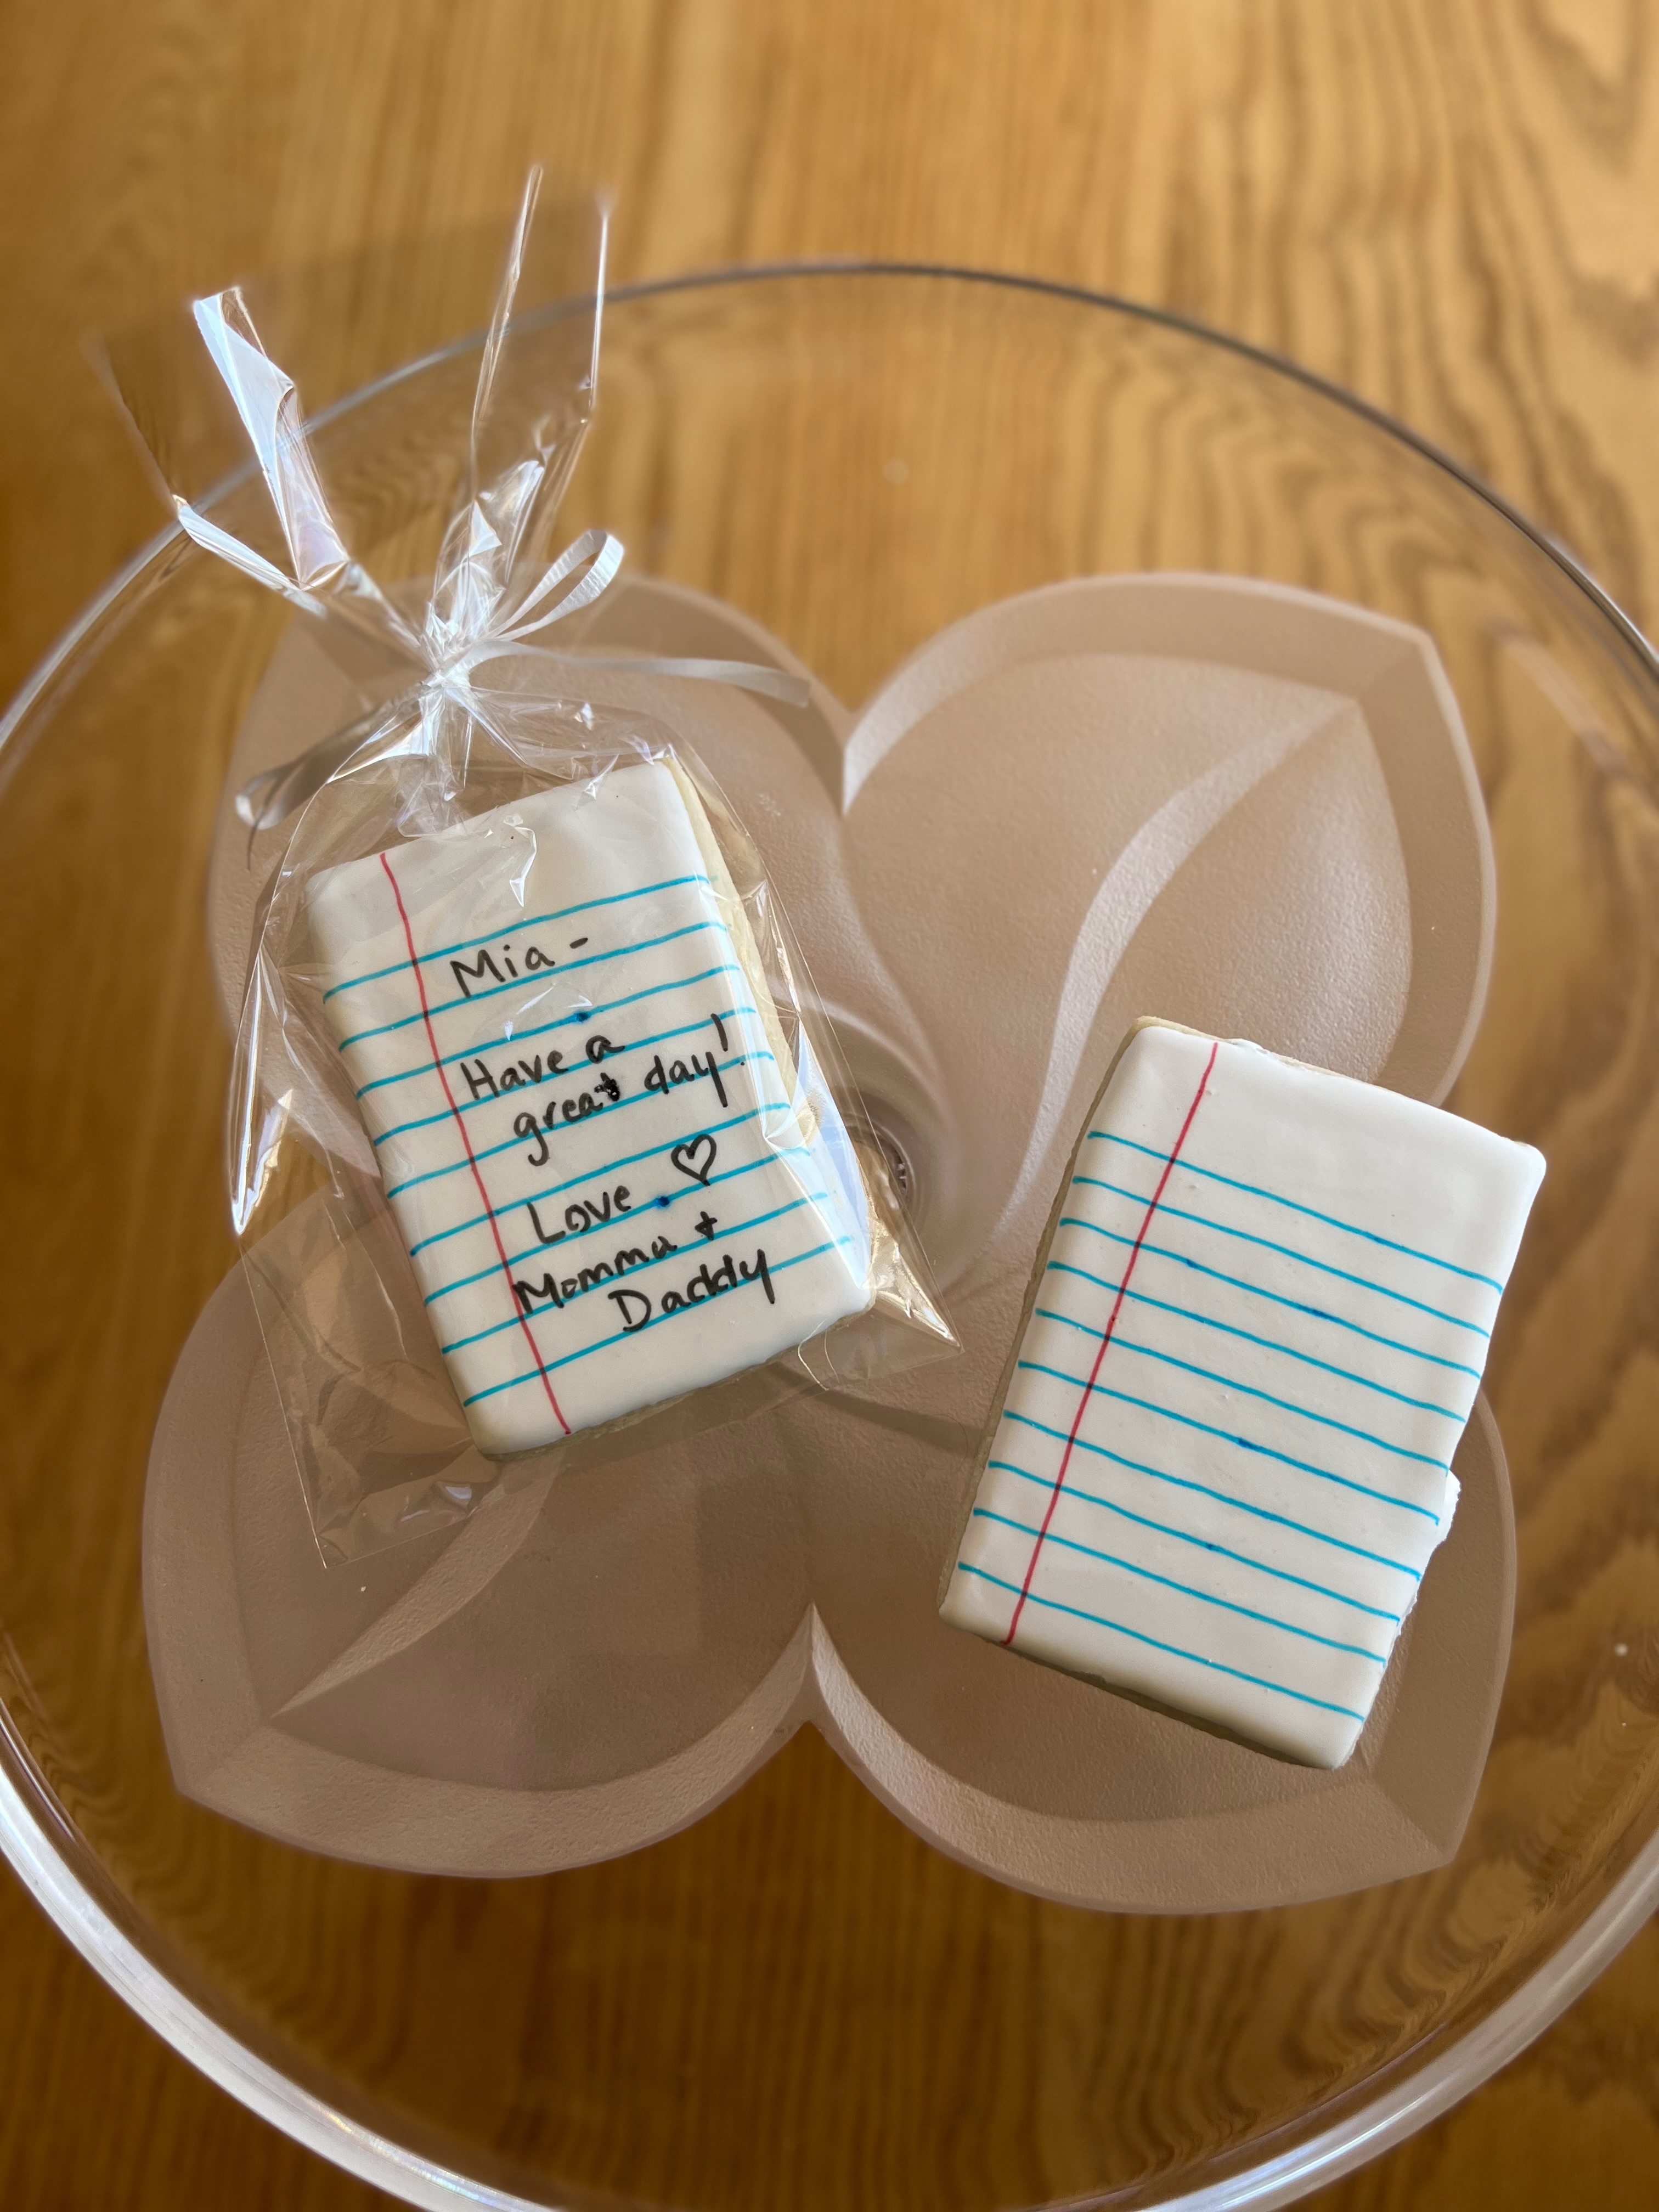 Mia -
Have a
great day!
Love ♡
Momma +
Daddy